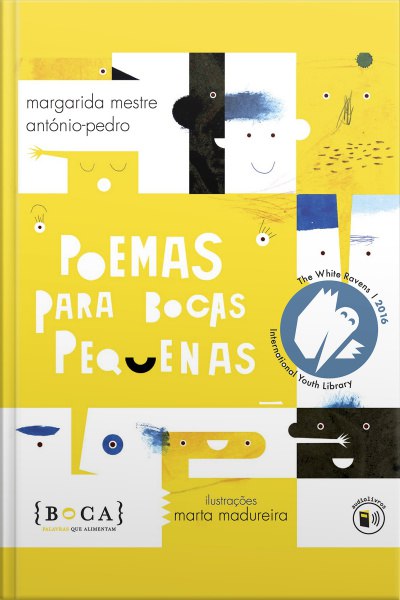 margarida mestre
antónio-pedro
POEMAS
PARA BOCAS
PEQUENAS
The White Ravens / 2016
International Youth Library
{BOCA}
PALAVRAS QUE ALIMENTAM
ilustrações
marta madureira
audiolivros